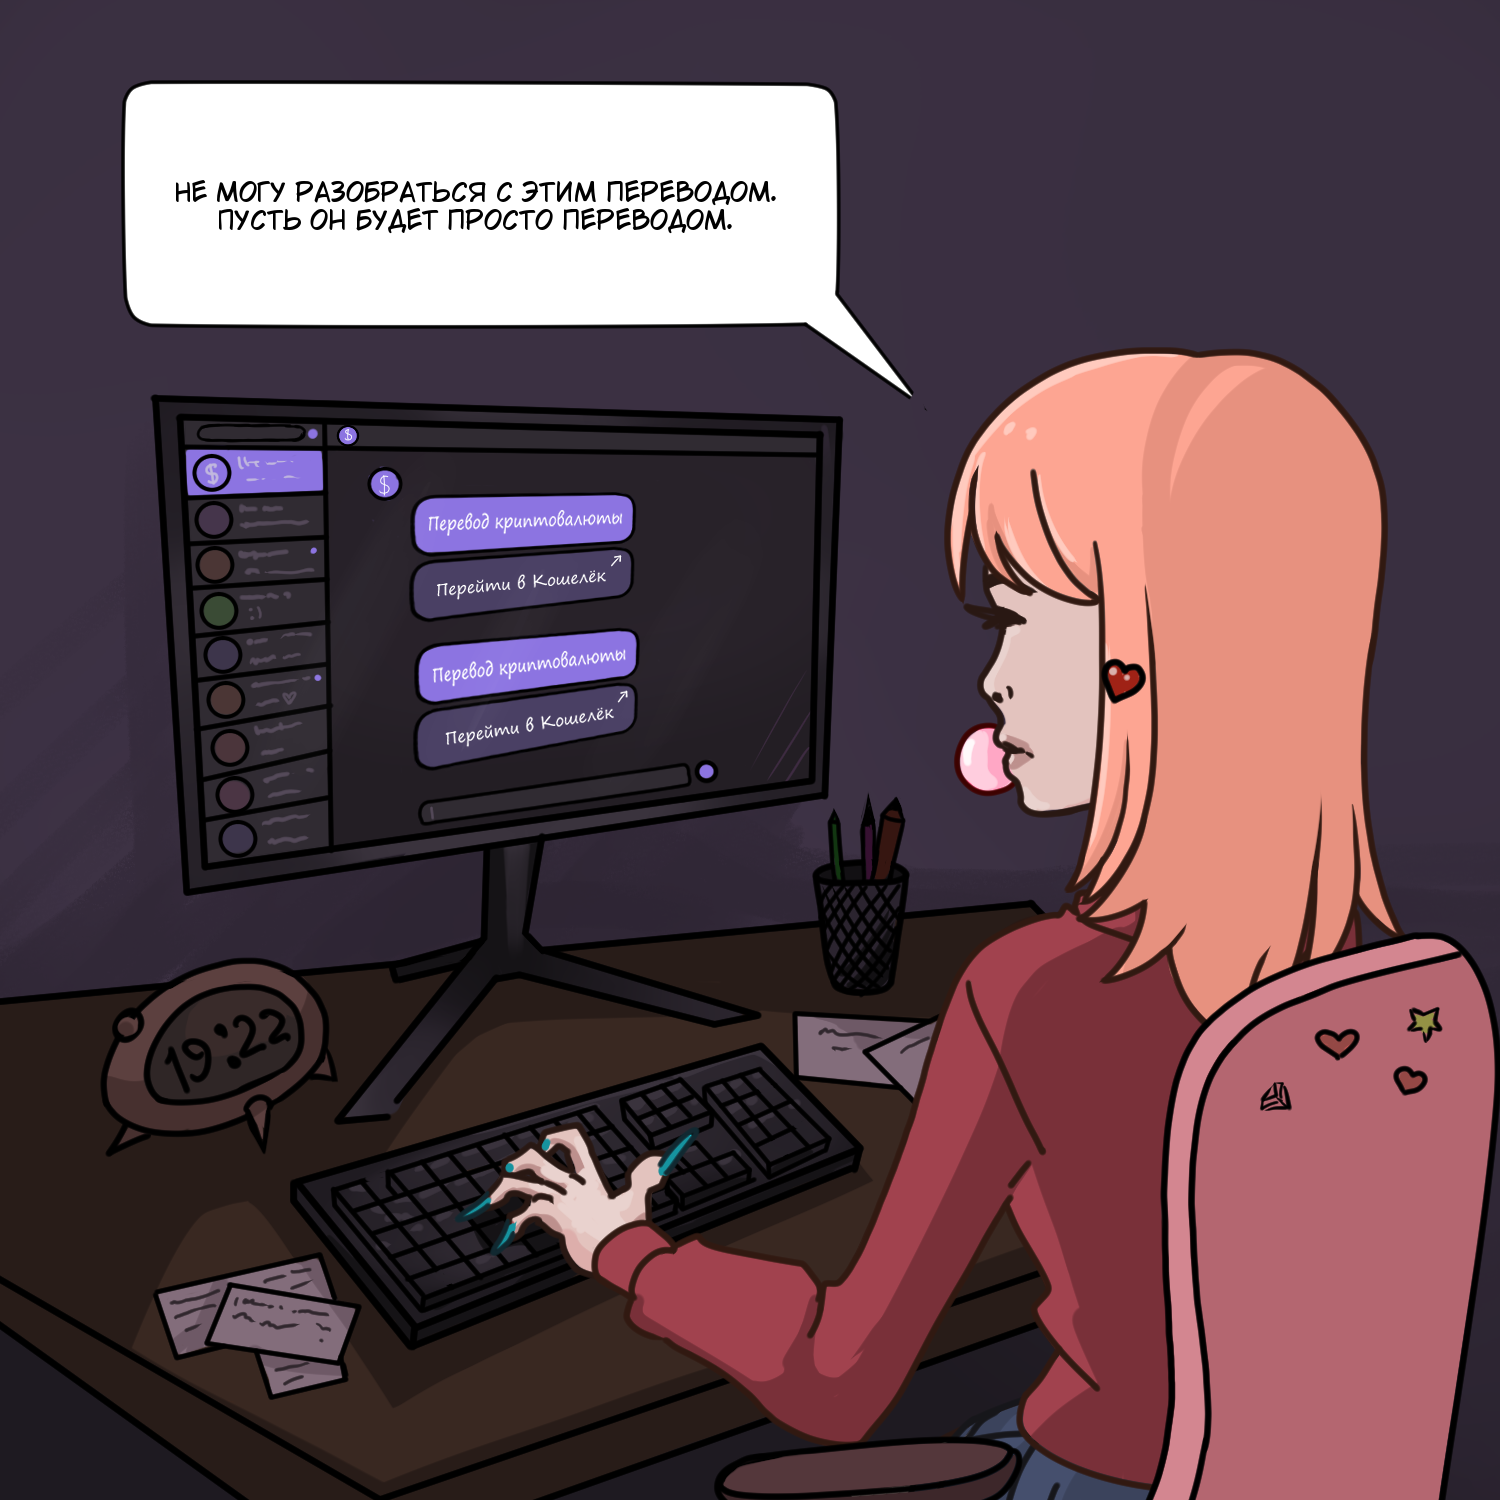 НЕ МОГУ РАЗОБРАТЬСЯ С ЭТИМ ПЕРЕВОДОМ.
ПУСТЬ ОН БУДЕТ ПРОСТО ПЕРЕВОДОМ.
$
$
:)
$
Перевод криптовалюты
Перейти в Кошелёк
Перевод криптовалюты
Перейти в Кошелёк
19:22